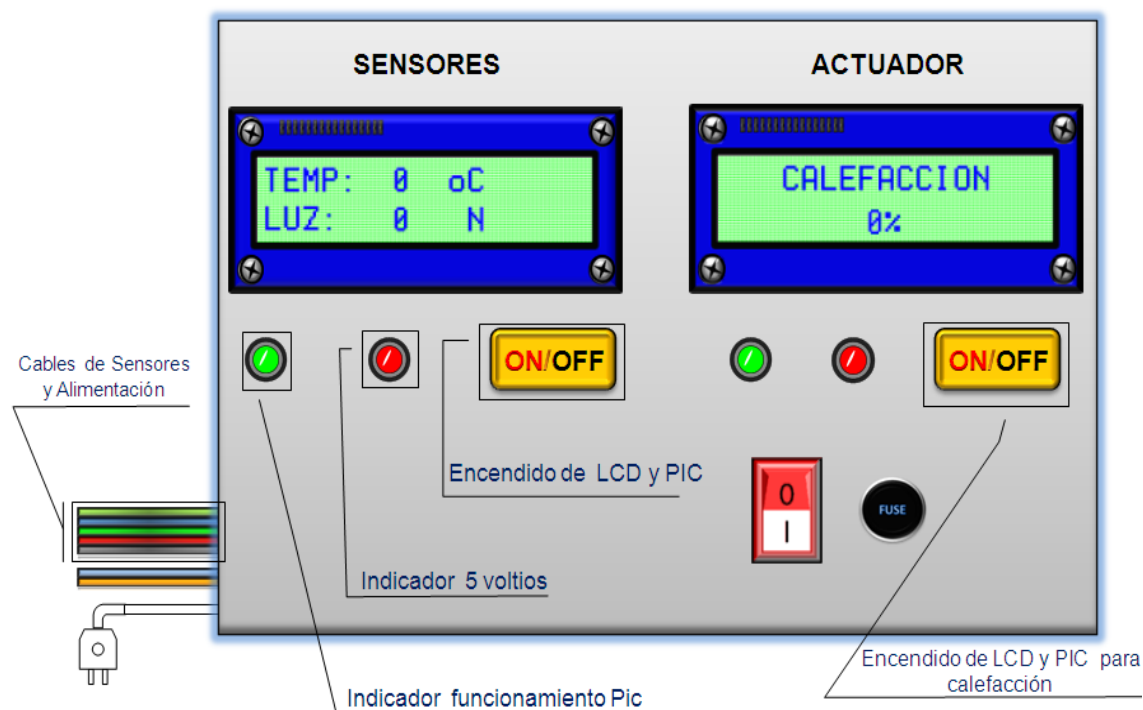 SENSORES
ACTUADOR
TEMP: 0 oC
LUZ: 0 N
CALEFACCION
0%
ON/OFF
ON/OFF
Cables de Sensores
y Alimentación
Encendido de LCD y PIC
0
I
FUSE
Indicador 5 voltios
Encendido de LCD y PIC para
calefacción
Indicador funcionamiento Pic